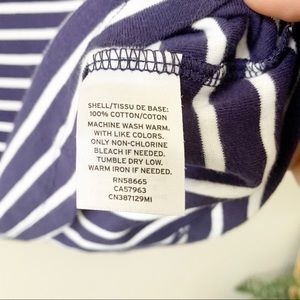 SHELL/TISSU DE BASE:
100% COTTON/COTON
MACHINE WASH WARM.
WITH LIKE COLORS.
ONLY NON-CHLORINE
BLEACH IF NEEDED.
TUMBLE DRY LOW.
WARM IRON IF NEEDED.
RN58665
CA57963
CN387129MI